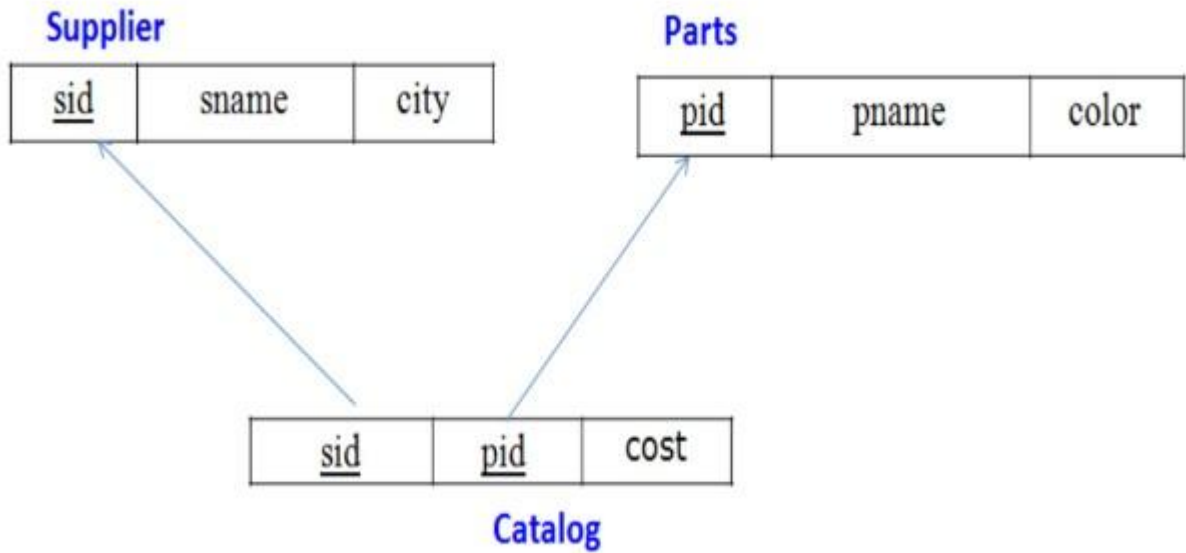 Supplier
sid sname city
Parts
pid pname color
sid pid cost
Catalog